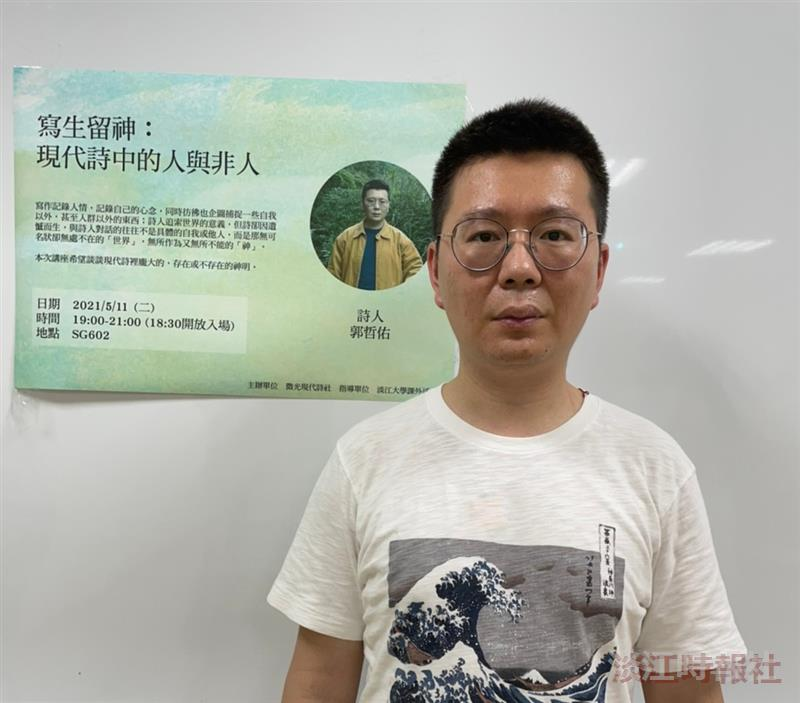 寫生留神：
現代詩中的人與非人
寫作記錄人情，記錄自己的心念，同時彷彿也企圖捕捉一些自我
以外，甚至人群以外的東西；詩人追索世界的意義，但詩卻因遺
憾而生，與詩人對話的往往不是具體的自我或他人，而是那無可
名狀卻無處不在的「世界」，無所作為又無所不能的「神」。
本次講座希望談談現代詩裡龐大的，存在或不存在的神明。
日期 2021/5/11 (二)
時間 19:00-21:00 (18:30開放入場)
地點 SG602
詩人
郭哲佑
主辦單位 微光現代詩社 指導單位 淡江大學課外
淡江時報社